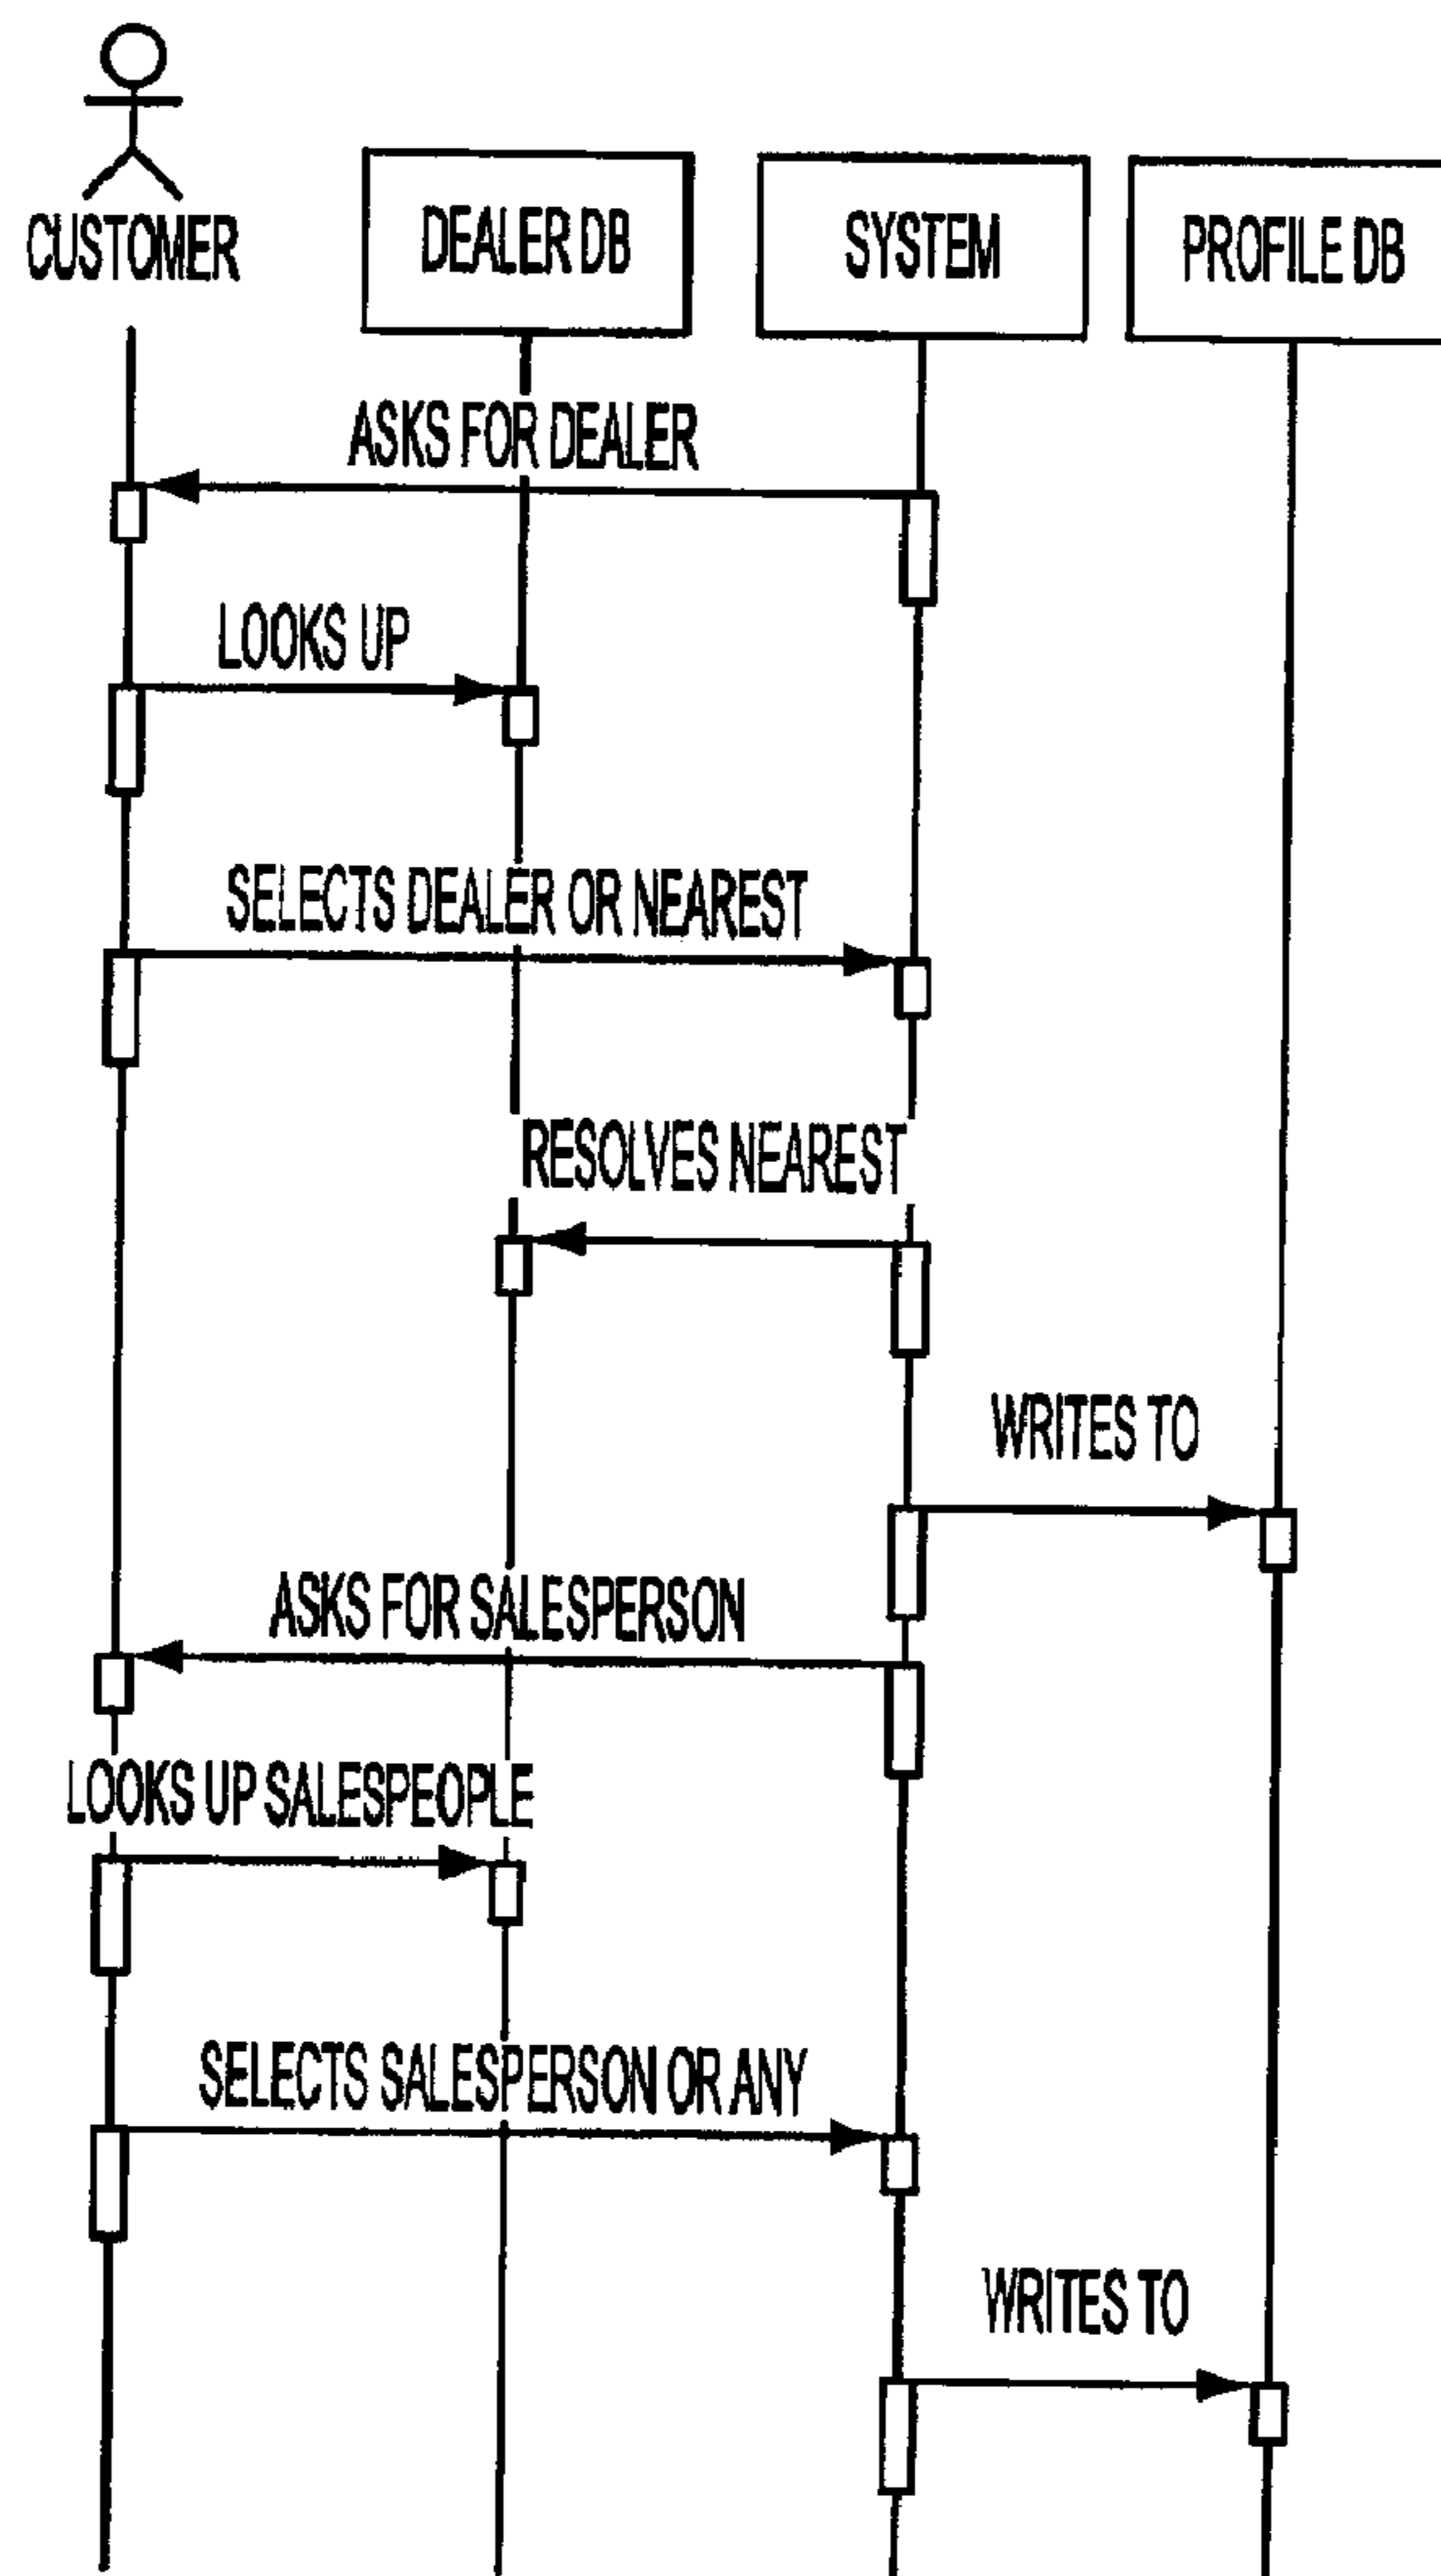 CUSTOMER
DEALER DB
SYSTEM
PROFILE DB
ASKS FOR DEALER
LOOKS UP
SELECTS DEALER OR NEAREST
RESOLVES NEAREST
WRITES TO
ASKS FOR SALESPERSON
LOOKS UP SALESPEOPLE
SELECTS SALESPERSON OR ANY
WRITES TO